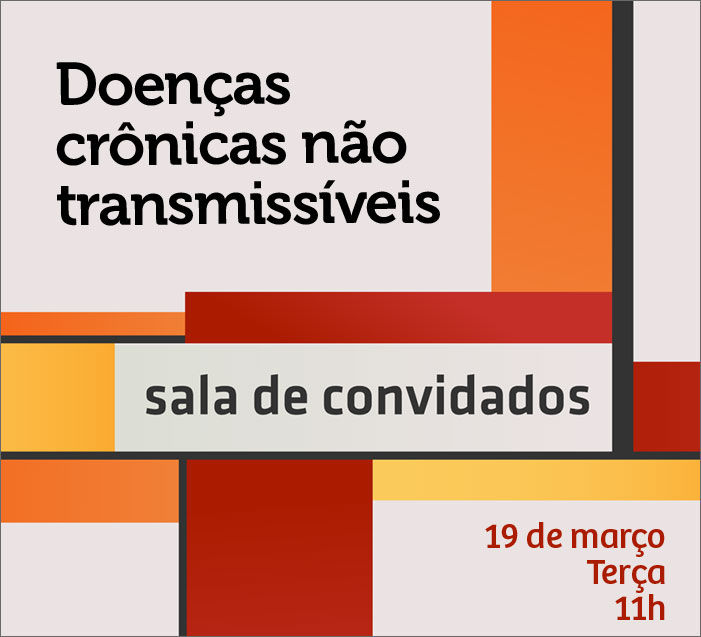 Doenças
crônicas não
transmissíveis
sala de convidados
19 de março
Terça
11h